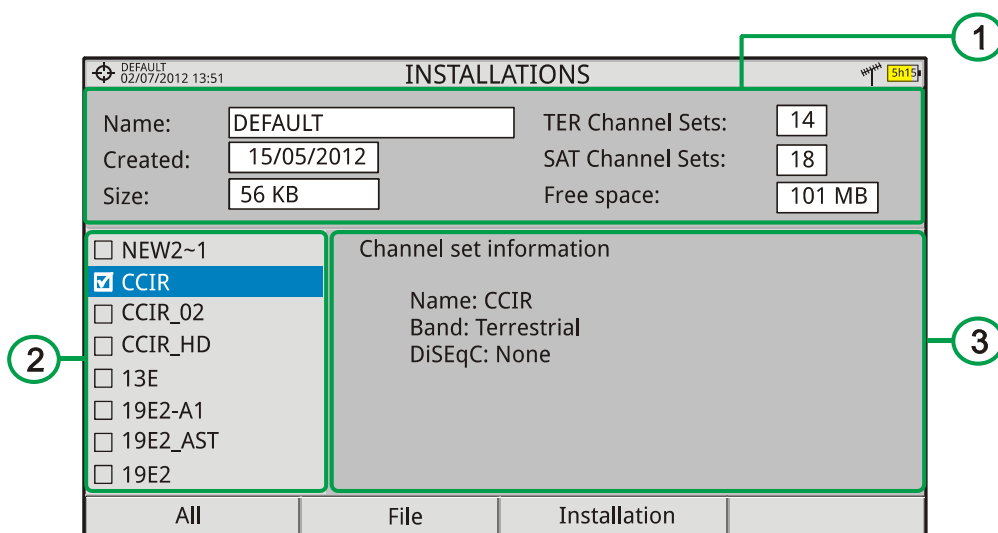 1
DEFAULT
02/07/2012 13:51
INSTALLATIONS
5h15
Name: DEFAULT
TER Channel Sets: 14
Created: 15/05/2012
SAT Channel Sets: 18
Size: 56 KB
Free space: 101 MB
NEW2~1
CCIR
CCIR_02
CCIR_HD
13E
19E2-A1
19E2_AST
19E2
2
Channel set information
Name: CCIR
Band: Terrestrial
DiSEqC: None
3
All
File
Installation